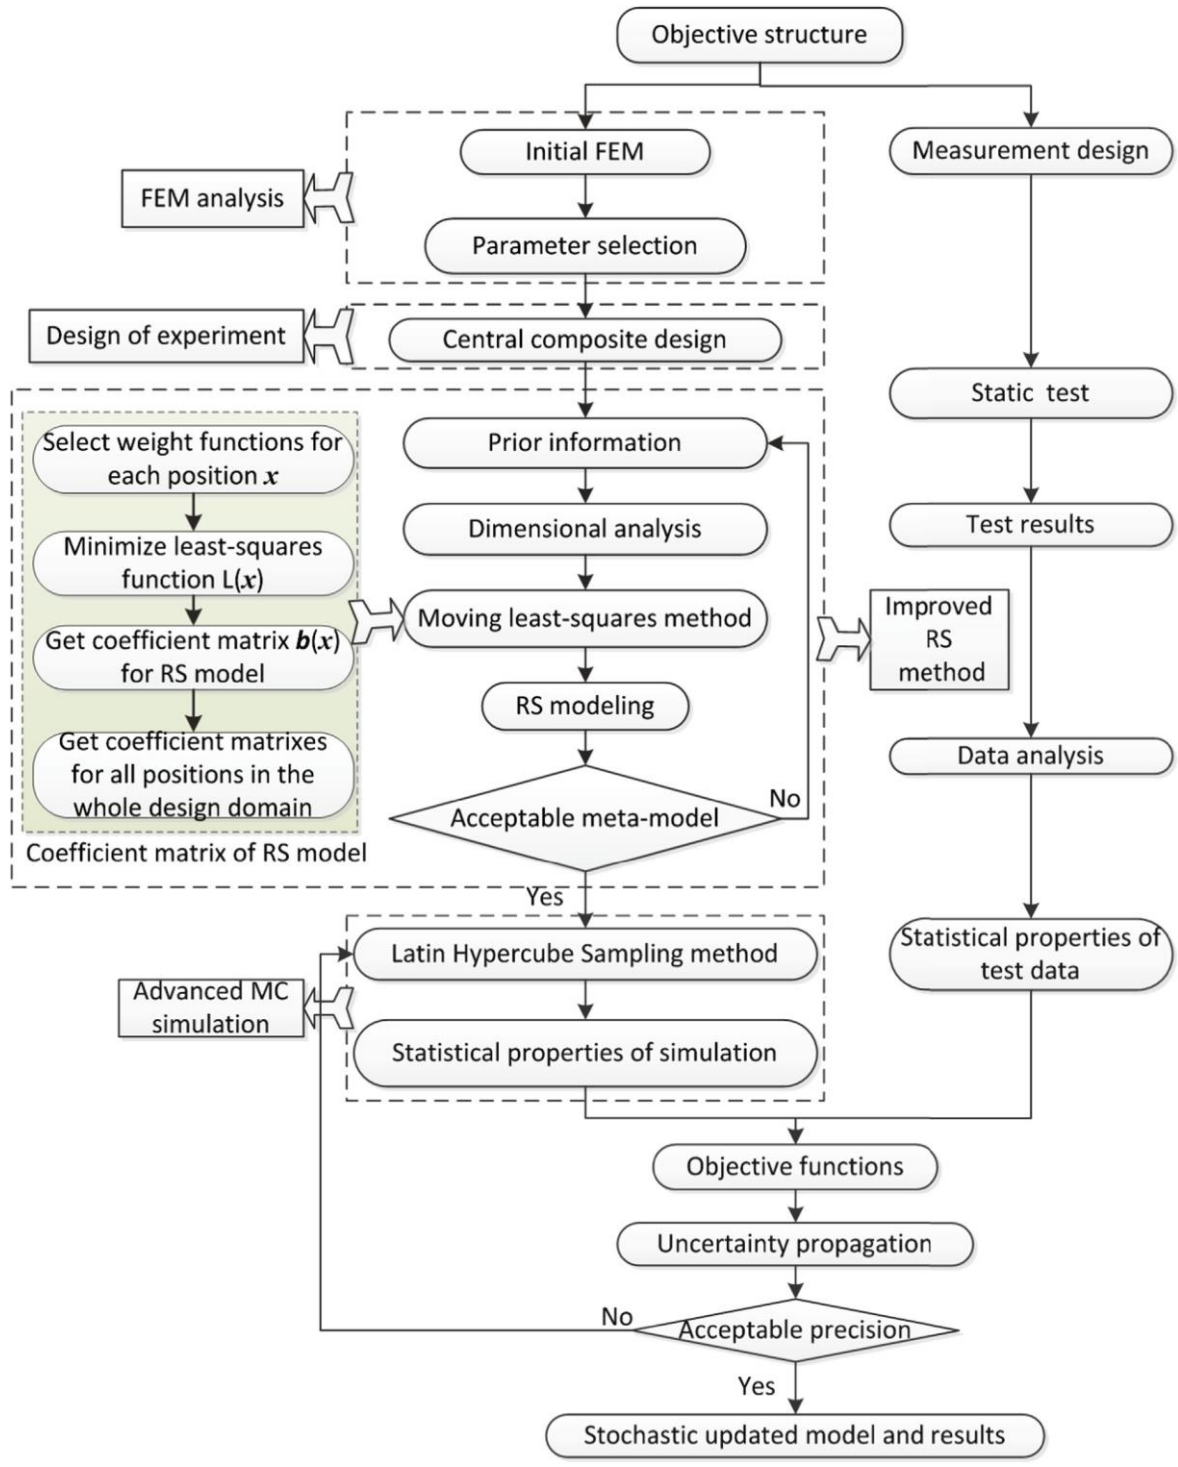 Objective structure
Initial FEM
Measurement design
FEM analysis
Parameter selection
Design of experiment
Central composite design
Static test
Select weight functions for
each position x
Prior information
Test results
Dimensional analysis
Minimize least-squares
function L(x)
Moving least-squares method
Improved
RS
method
Get coefficient matrix b(x)
for RS model
RS modeling
Get coefficient matrixes
for all positions in the
whole design domain
Data analysis
No
Acceptable meta-model
Coefficient matrix of RS model
Yes
Latin Hypercube Sampling method
Statistical properties of
test data
Advanced MC
simulation
Statistical properties of simulation
Objective functions
Uncertainty propagation
No
Acceptable precision
Yes
Stochastic updated model and results